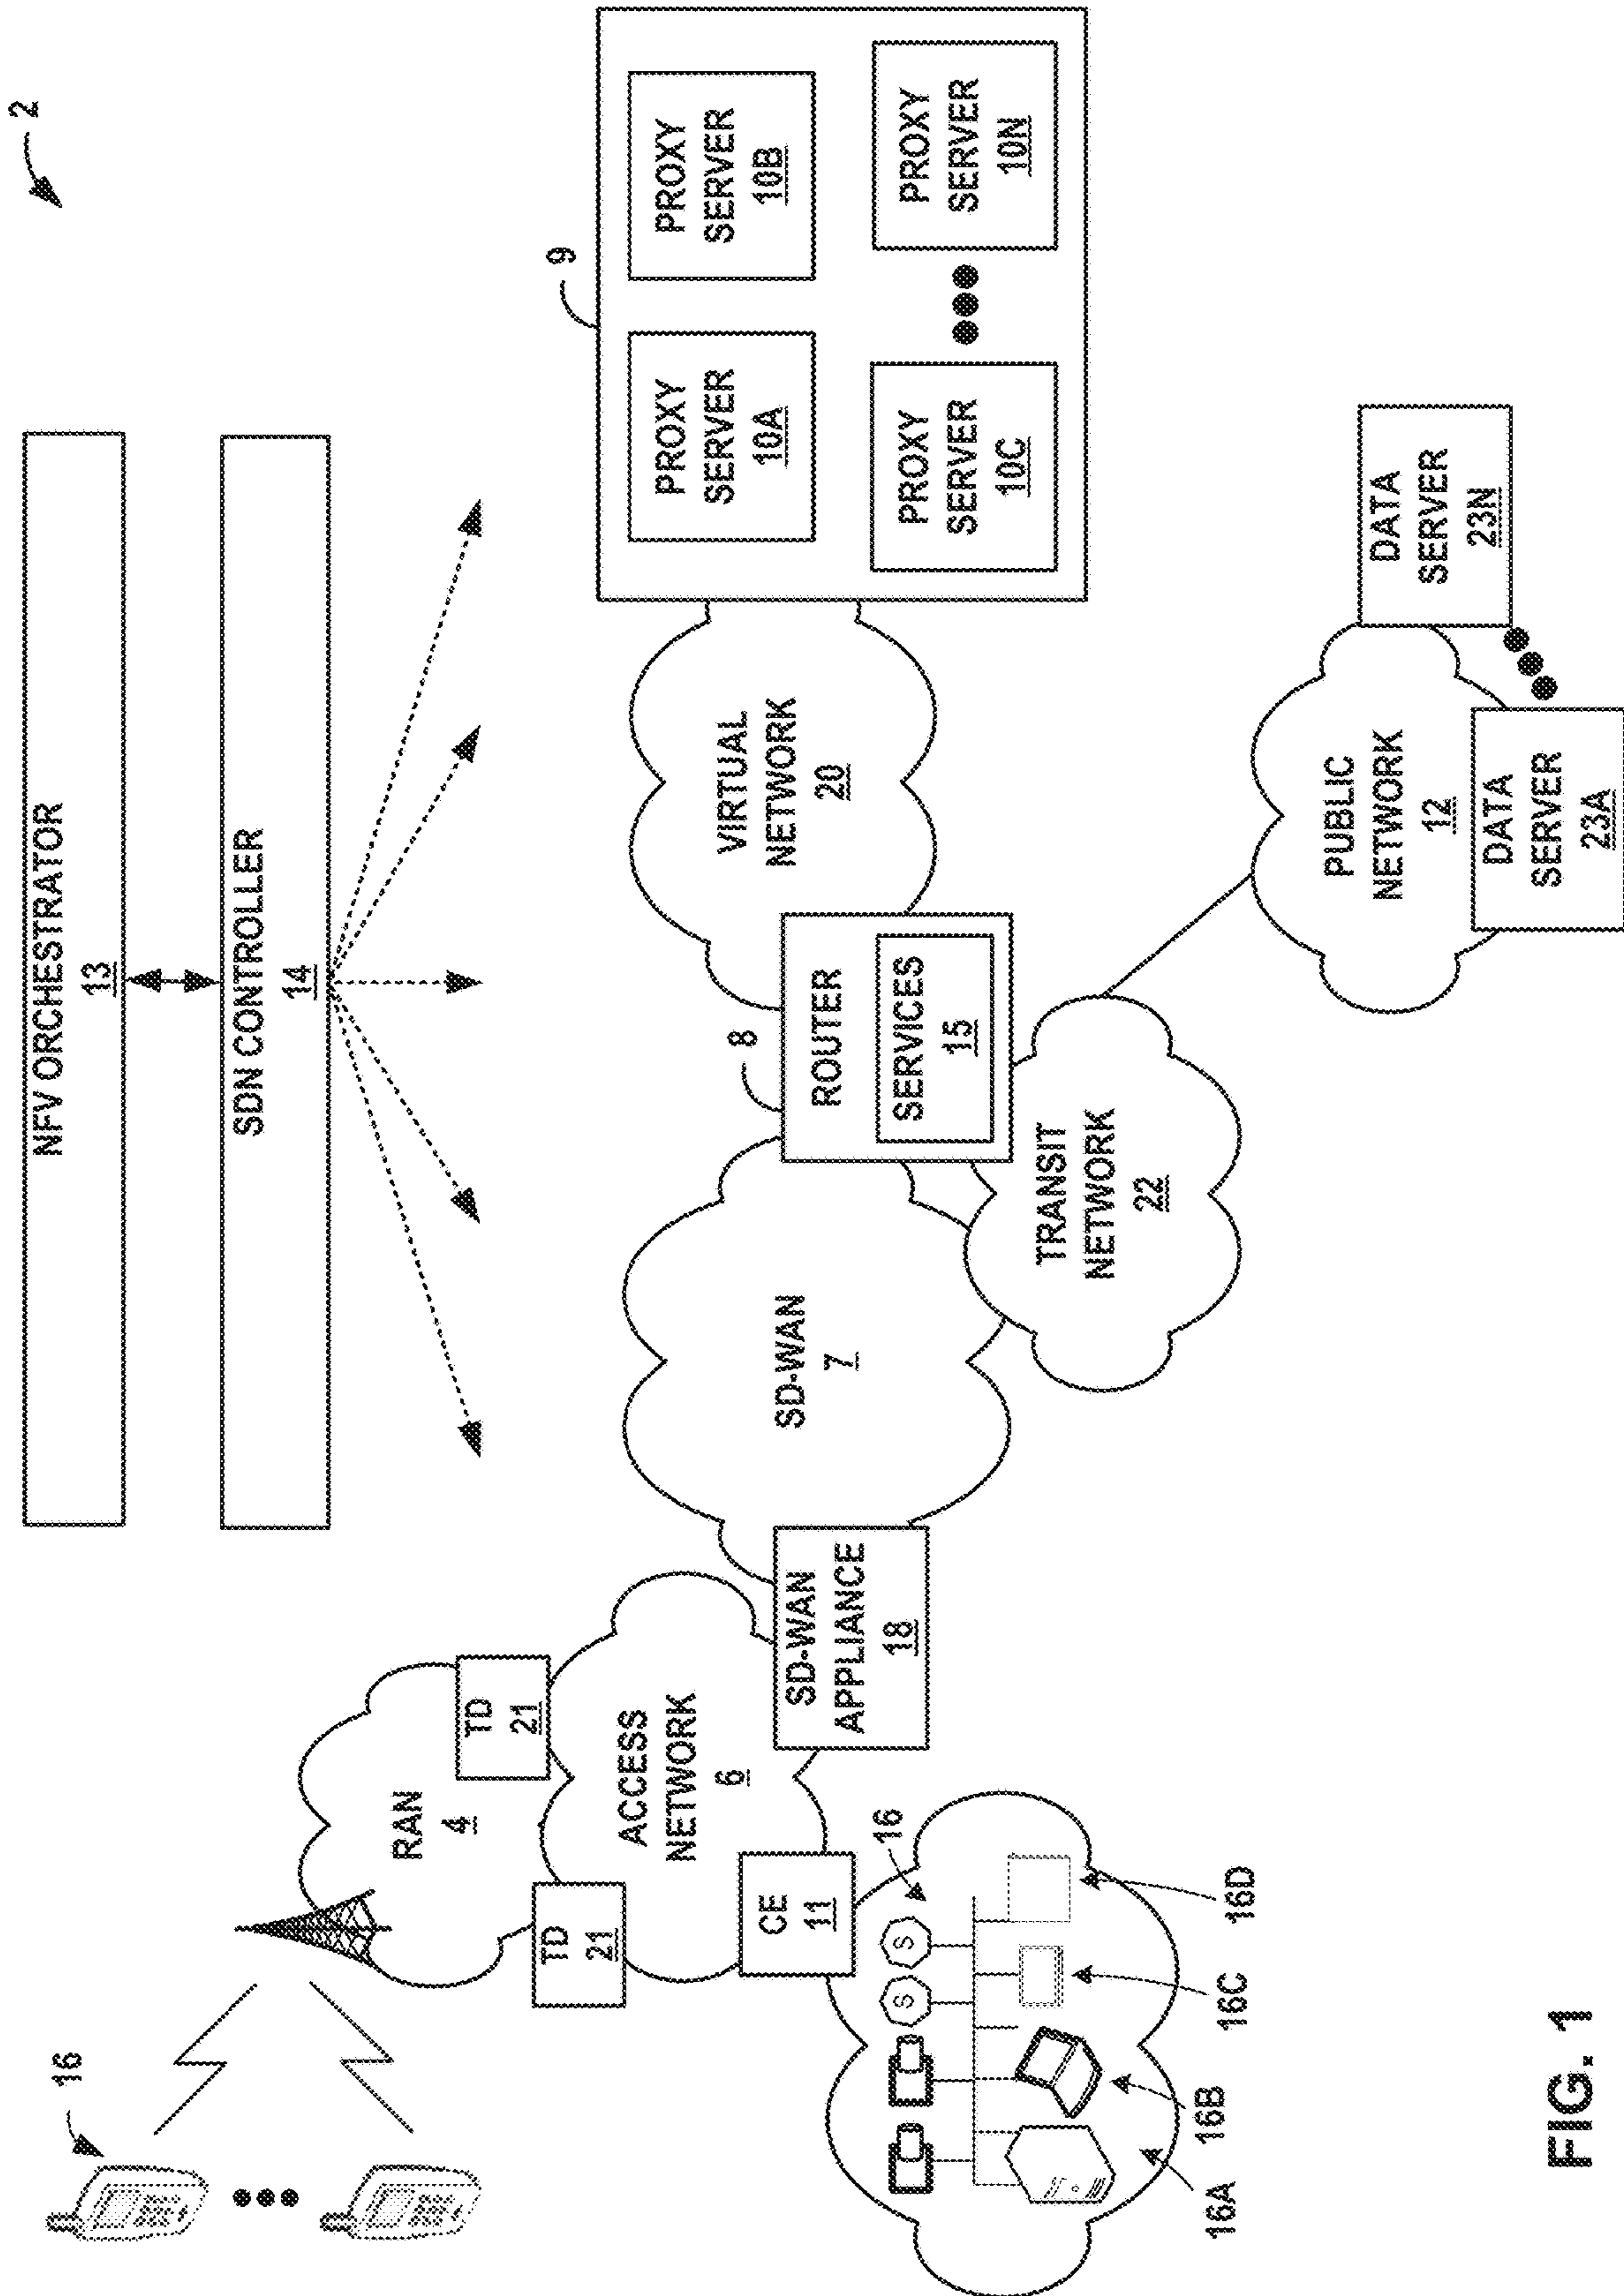 2
NFV ORCHESTRATOR
13
SDN CONTROLLER
14
16
RAN
4
TD
21
TD
21
ACCESS
NETWORK
6
CE
11
SD-WAN
APPLIANCE
18
SD-WAN
7
8
ROUTER
SERVICES
15
VIRTUAL
NETWORK
20
9
PROXY
SERVER
10A
PROXY
SERVER
10B
PROXY
SERVER
10C
PROXY
SERVER
10N
TRANSIT
NETWORK
22
PUBLIC
NETWORK
12
DATA
SERVER
23A
DATA
SERVER
23N
S
S
16
16A
16B
16C
16D
FIG. 1